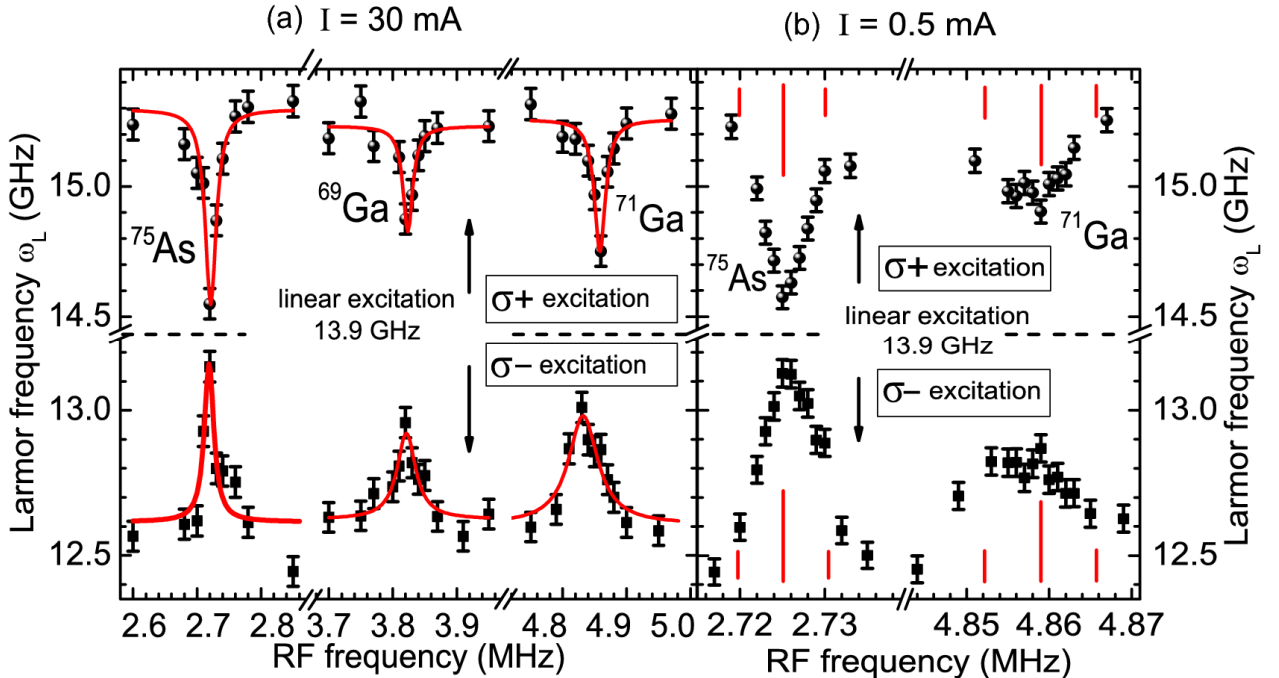 (a) I = 30 mA
(b) I = 0.5 mA
Larmor frequency ω_L (GHz)
15.0
14.5
13.0
12.5
75As
69Ga
71Ga
linear excitation
13.9 GHz
σ+ excitation
σ− excitation
2.6 2.7 2.8 3.7 3.8 3.9 4.8 4.9 5.0
RF frequency (MHz)
75As
71Ga
σ+ excitation
linear excitation
13.9 GHz
σ− excitation
2.72 2.73 4.85 4.86 4.87
RF frequency (MHz)
15.0
14.5
13.0
12.5
Larmor frequency ω_L (GHz)